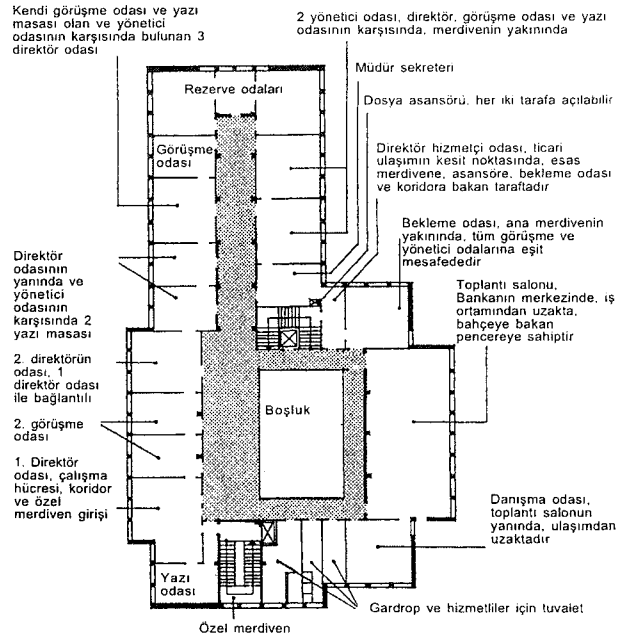 Kendi görüşme odası ve yazı
masası olan ve yönetici
odasının karşısında bulunan 3
direktör odası
2 yönetici odası, direktör, görüşme odası ve yazı
odasının karşısında, merdivenin yakınında
Müdür sekreteri
Dosya asansörü, her iki tarafa açılabilir
Rezerve odaları
Görüşme
odası
Direktör hizmetçi odası, ticari
ulaşımın kesit noktasında, esas
merdivene, asansöre, bekleme odası
ve koridora bakan taraftadır
Bekleme odası, ana merdivenin
yakınında, tüm görüşme ve
yönetici odalarına eşit
mesafededir
Direktör
odasının
yanında ve
yönetici
odasının
karşısında 2
yazı masası
Toplantı salonu,
Bankanın merkezinde, iş
ortamından uzakta,
bahçeye bakan
pencereye sahiptir
2. direktörün
odası, 1
direktör odası
ile bağlantılı
Boşluk
2. görüşme
odası
1. Direktör
odası, çalışma
hücresi, koridor
ve özel
merdiven girişi
Danışma odası,
toplantı salonun
yanında, ulaşımdan
uzaktadır
Yazı
odası
Gardrop ve hizmetliler için tuvalet
Özel merdiven